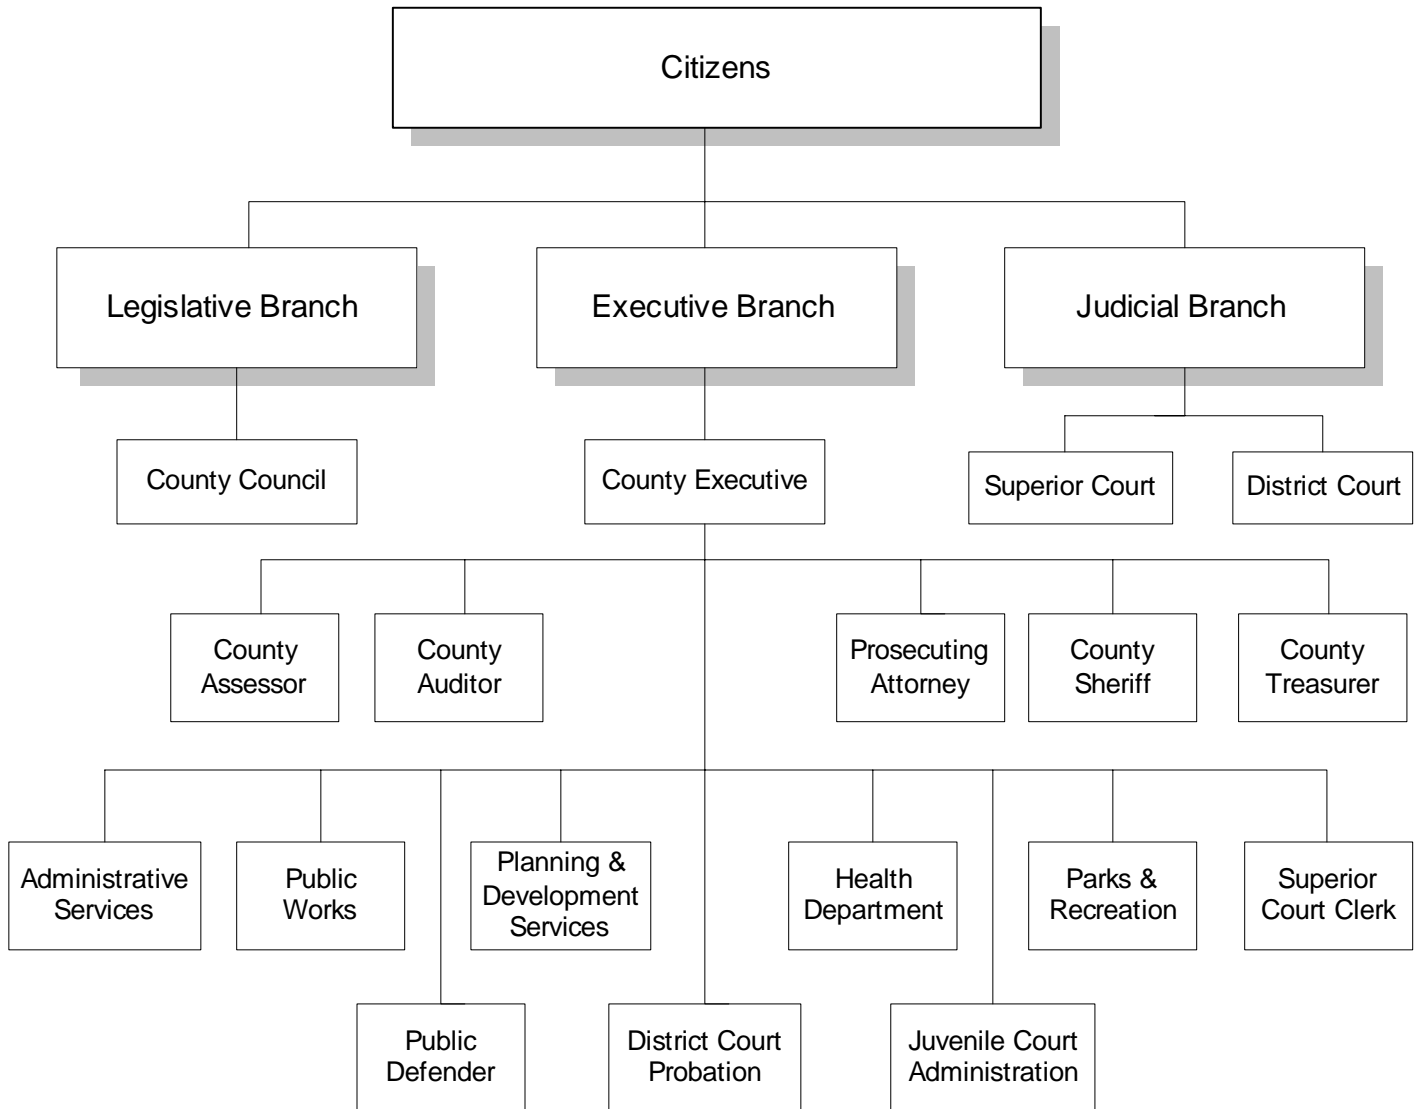 Citizens
Legislative Branch
Executive Branch
Judicial Branch
County Council
County Executive
Superior Court
District Court
County
Assessor
County
Auditor
Prosecuting
Attorney
County
Sheriff
County
Treasurer
Administrative
Services
Public
Works
Planning &
Development
Services
Health
Department
Parks &
Recreation
Superior
Court Clerk
Public
Defender
District Court
Probation
Juvenile Court
Administration